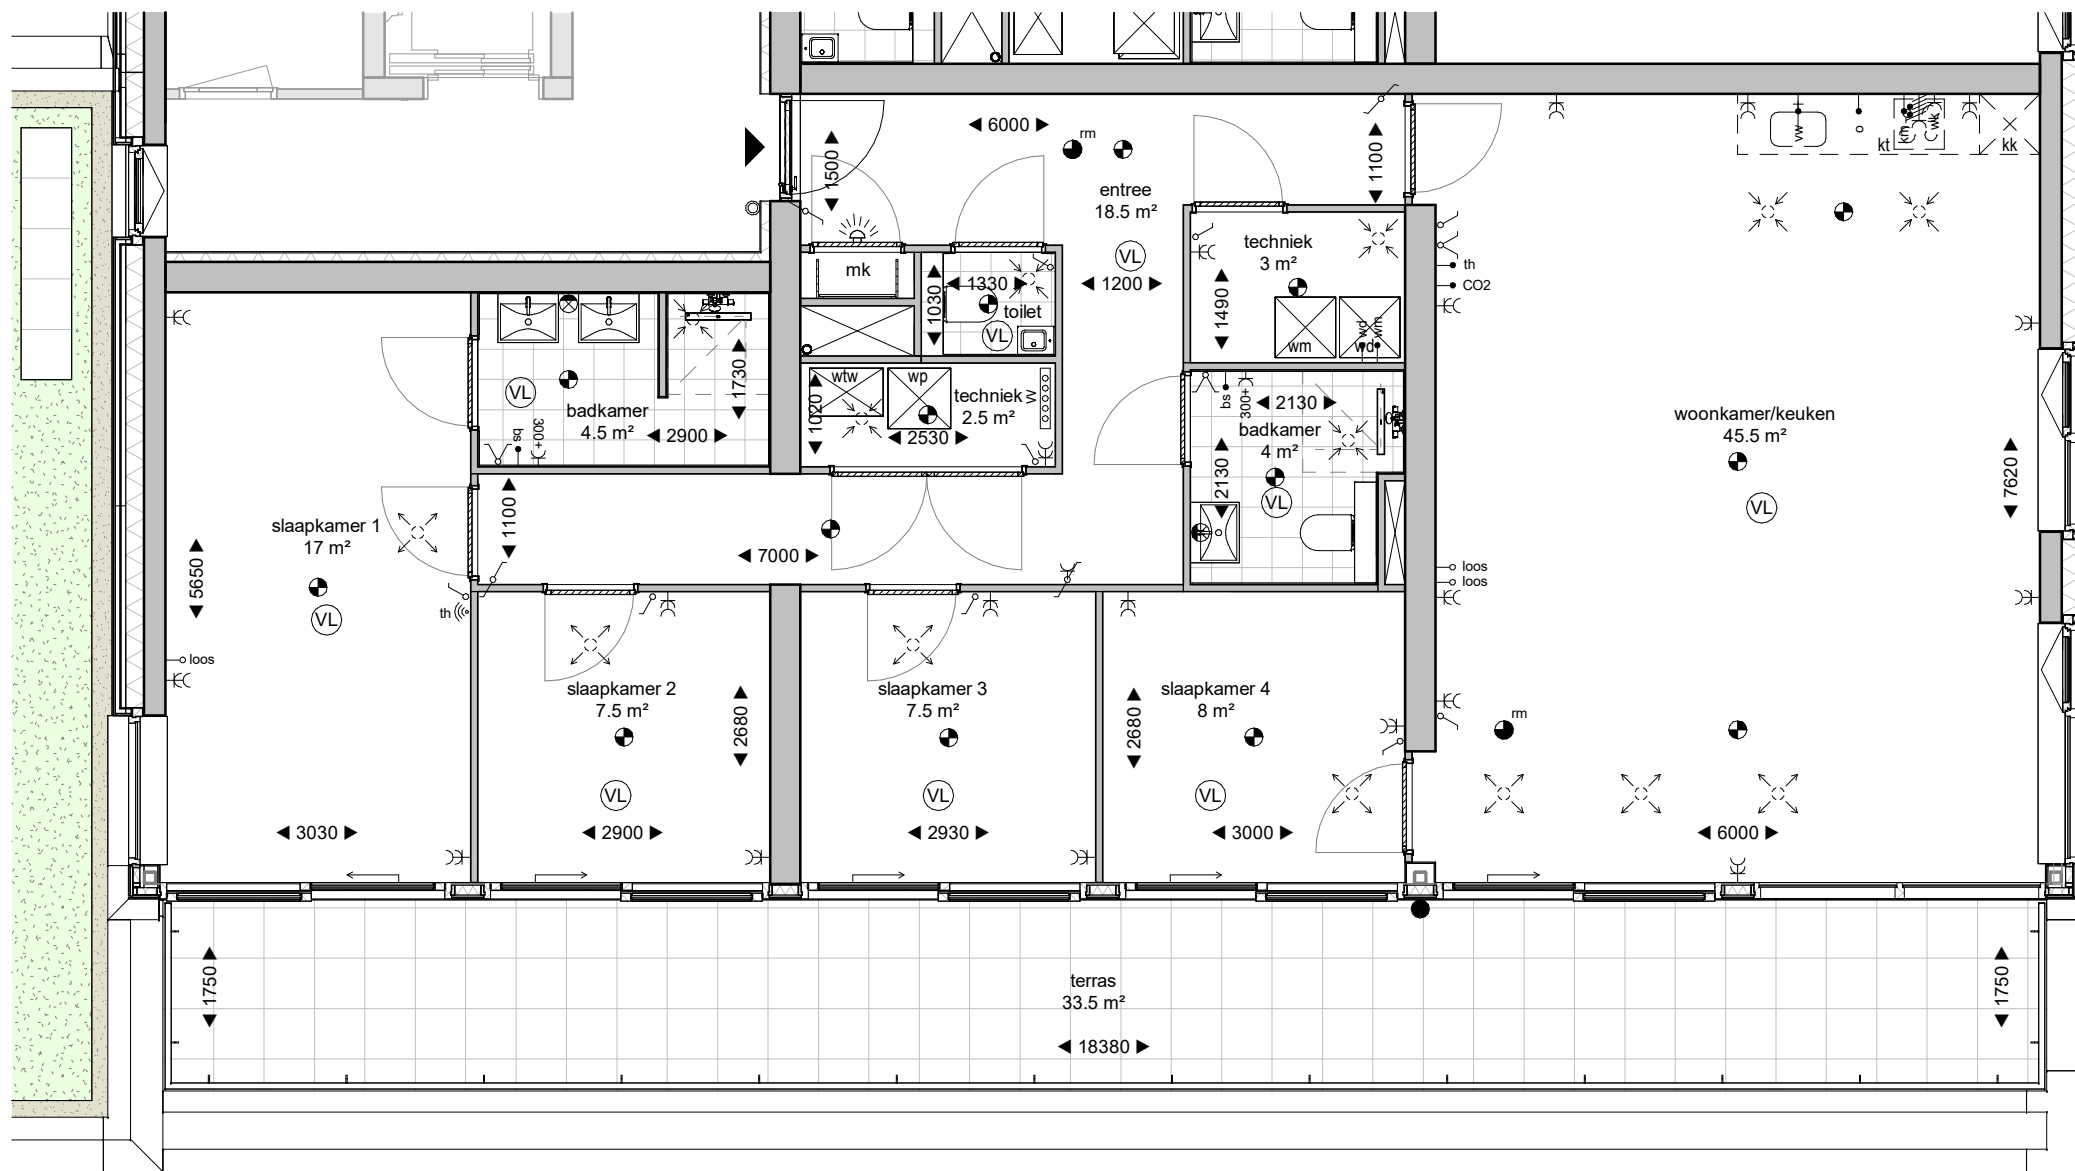 6000
rm
1500
1100
entree
18.5 m²
VL
1200
techniek
3 m²
1490
wm
wd
wd
wm
mk
1030
1330
toilet
VL
wtw
wp
techniek
2.5 m²
1020
2530
VV
vw
kt
km
wk
kk
th
CO2
badkamer
4.5 m²
VL
1730
2900
bs
300+
bs
300+
2130
badkamer
4 m²
2130
VL
woonkamer/keuken
45.5 m²
VL
7620
loos
loos
slaapkamer 1
17 m²
5650
VL
th
loos
1100
7000
slaapkamer 2
7.5 m²
2680
VL
slaapkamer 3
7.5 m²
VL
slaapkamer 4
8 m²
2680
VL
rm
3030
2900
2930
3000
6000
1750
terras
33.5 m²
1750
18380